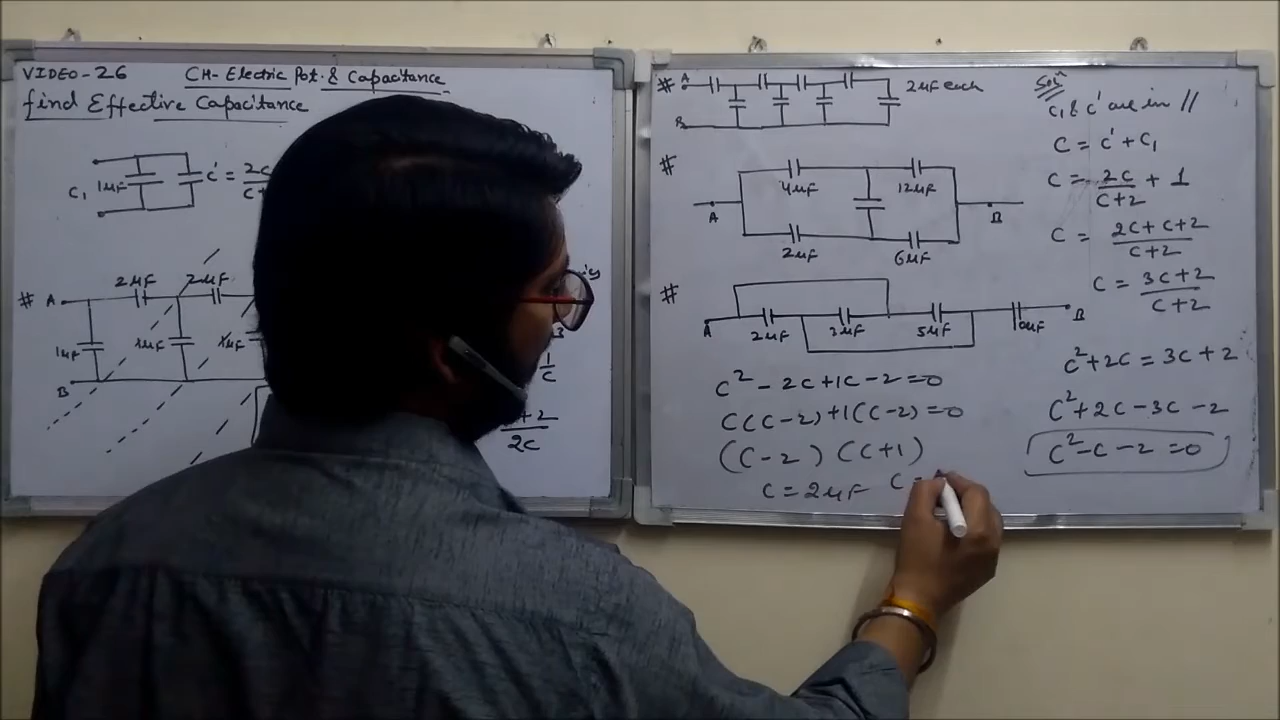 VIDEO-26 CH-Electric Pot. & Capacitance
find Effective Capacitance
C₁ 1μF C' = 2C
# A 2μF 2μF
1μF 1μF 1μF
B
1/C
+2
2C
# A 2μF each
B
#
4μF 12μF
A B
2μF 6μF
#
A 2μF 3μF 5μF 10μF B
C² - 2C + 1C - 2 = 0
C(C-2) + 1(C-2) = 0
(C-2) (C+1)
C = 2μF C =
Solⁿ
C₁ & C' are in //
C = C' + C₁
C = 2C/C+2 + 1
C = 2C+C+2/C+2
C = 3C+2/C+2
C² + 2C = 3C + 2
C² + 2C - 3C - 2
C² - C - 2 = 0